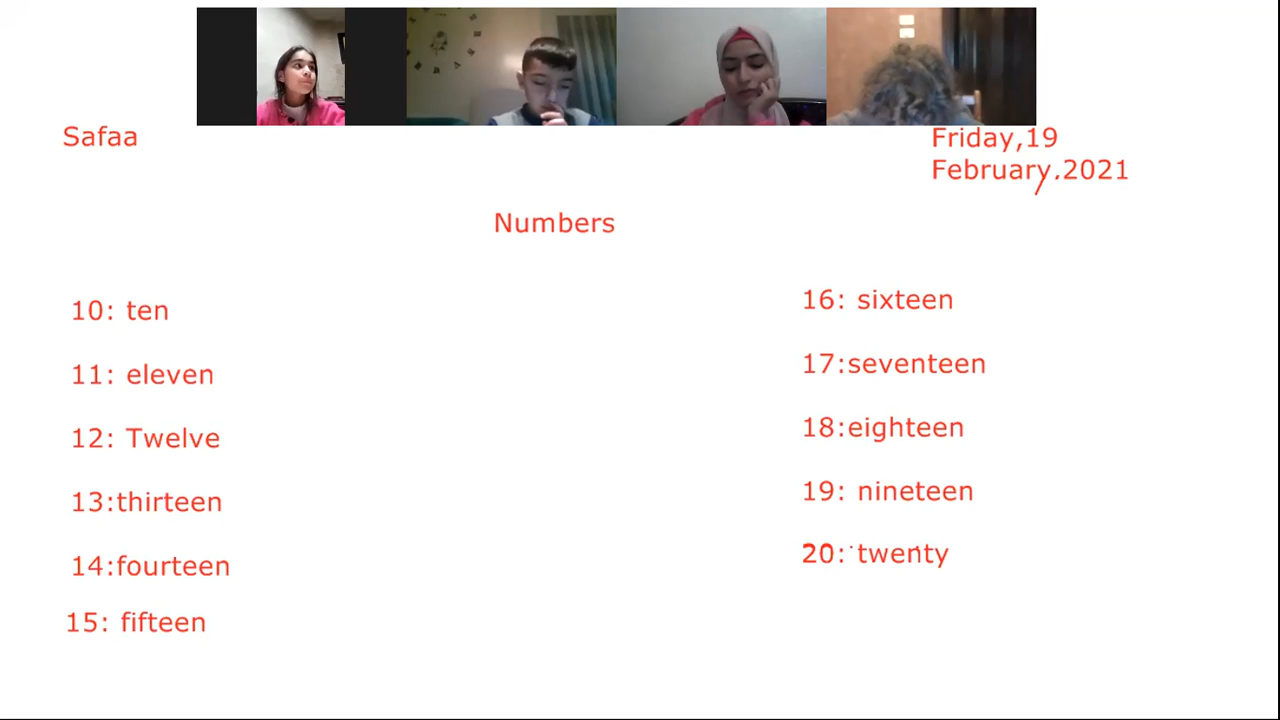 Safaa
Friday,19
February.2021
Numbers
10: ten
11: eleven
12: Twelve
13:thirteen
14:fourteen
15: fifteen
16: sixteen
17:seventeen
18:eighteen
19: nineteen
20: twenty